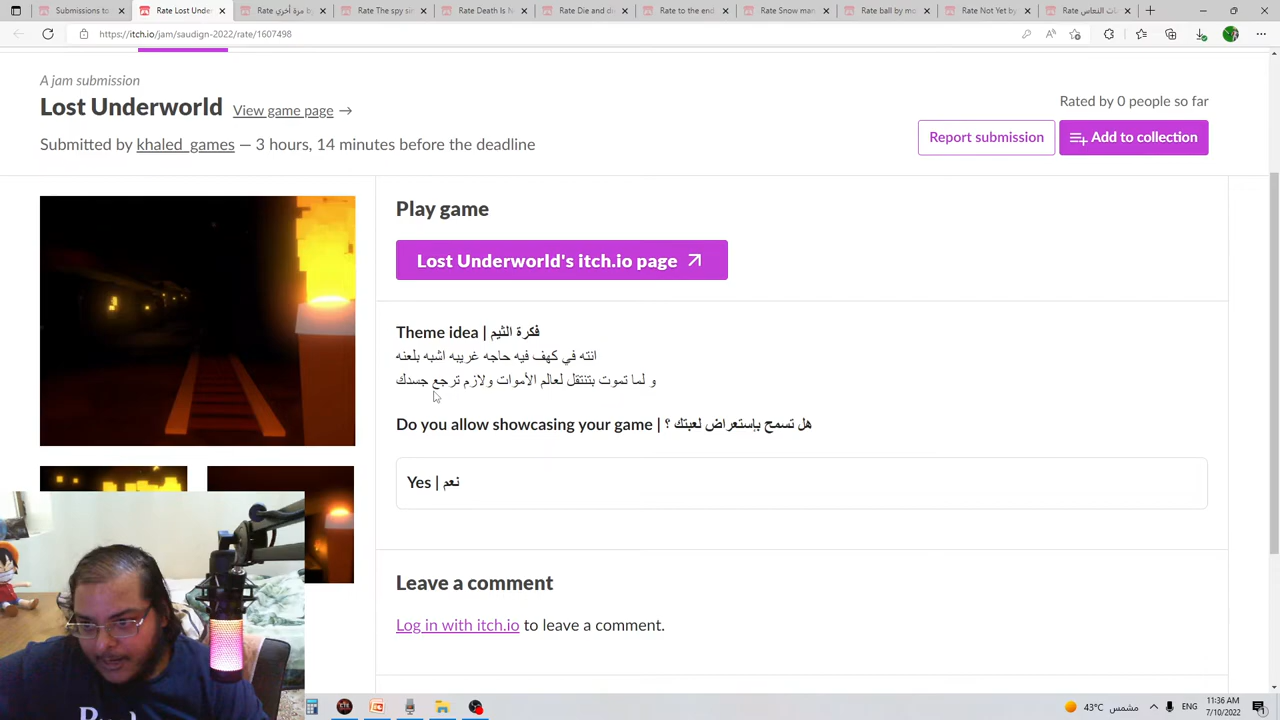 Submissions to
Rate Lost Unde
Rate مرة أخري ب
Rate The spy sir
Rate Death Is N
Rate Die and di
Rate to the end
Rate Snow man
Rate ball by mo
Rate Not Yet by
https://itch.io/jam/saudign-2022/rate/1607498
A jam submission
Lost Underworld View game page →
Submitted by khaled_games — 3 hours, 14 minutes before the deadline
Rated by 0 people so far
Report submission
Add to collection
Play game
Lost Underworld's itch.io page
Theme idea | فكرة الثيم
انته في كهف فيه حاجه غريبه اشبه بلعنه
و لما تموت بتنتقل لعالم الأموات ولازم ترجع جسدك
Do you allow showcasing your game | هل تسمح بإستعراض لعبتك ؟
Yes | نعم
Leave a comment
Log in with itch.io to leave a comment.
43°C مشمس
ENG
11:36 AM
7/10/2022